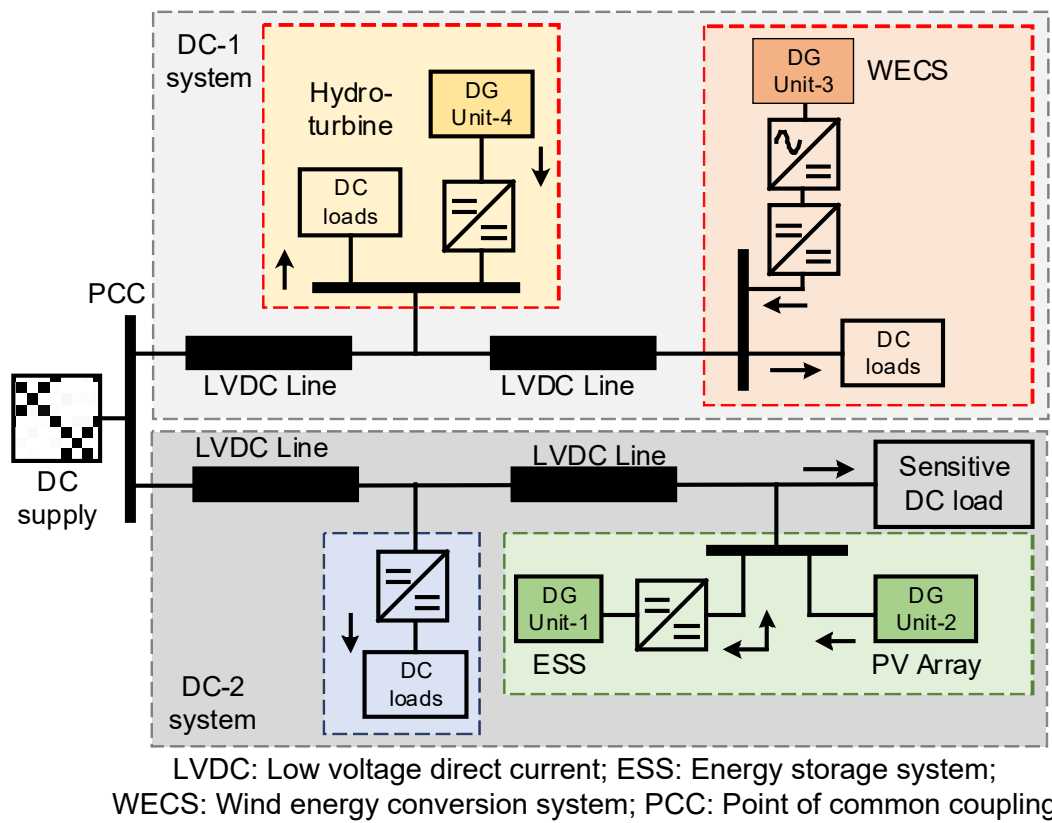 DC-1
system
Hydro-
turbine
DG
Unit-4
DC
loads
DG
Unit-3
WECS
PCC
LVDC Line
LVDC Line
DC
loads
DC
supply
LVDC Line
LVDC Line
Sensitive
DC load
DG
Unit-1
ESS
DG
Unit-2
PV Array
DC
loads
DC-2
system
LVDC: Low voltage direct current; ESS: Energy storage system;
WECS: Wind energy conversion system; PCC: Point of common coupling